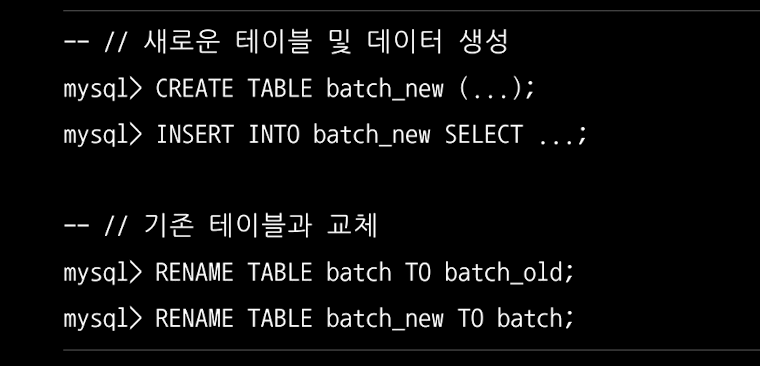 -- // 새로운 테이블 및 데이터 생성
mysql> CREATE TABLE batch_new (...);
mysql> INSERT INTO batch_new SELECT ...;
-- // 기존 테이블과 교체
mysql> RENAME TABLE batch TO batch_old;
mysql> RENAME TABLE batch_new TO batch;